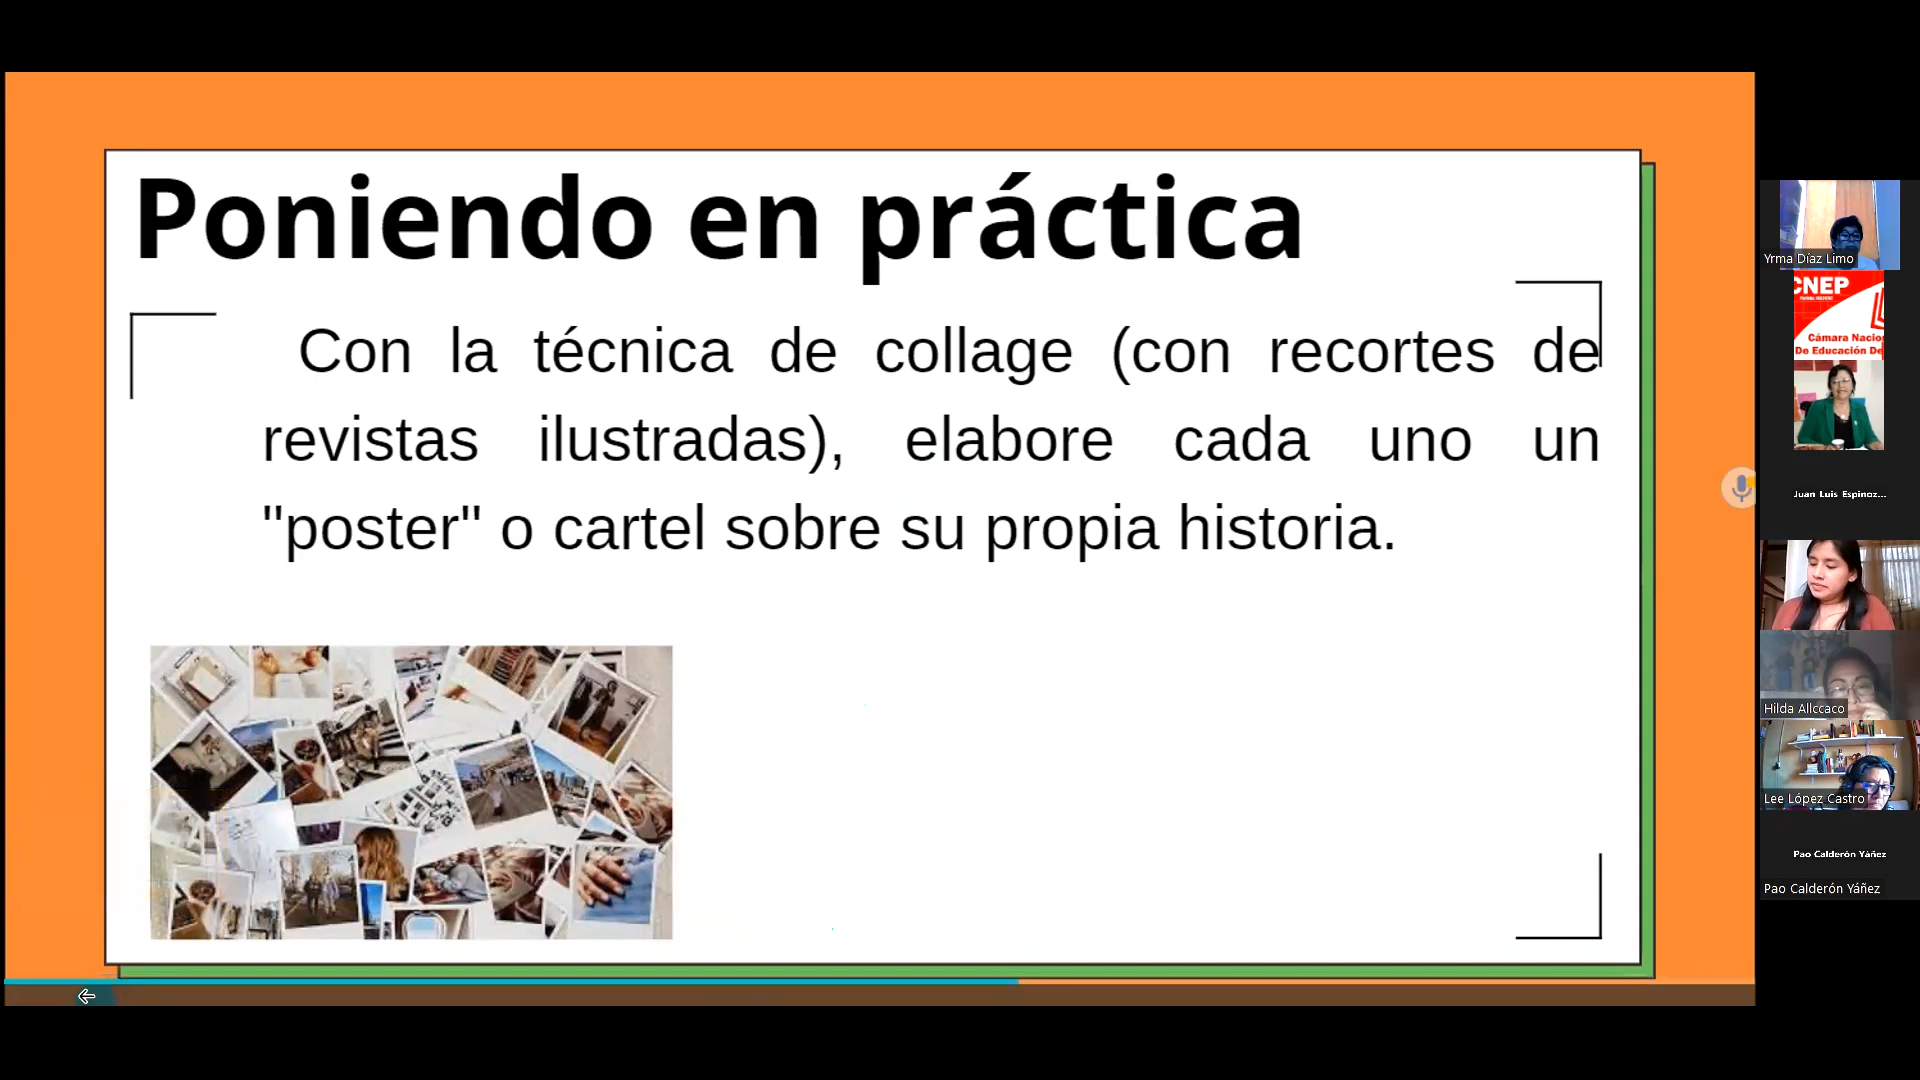 Poniendo en práctica
Con la técnica de collage (con recortes de
revistas ilustradas), elabore cada uno un
"poster" o cartel sobre su propia historia.
Yrma Díaz Limo
CNEP
Cámara Nacio
De Educación De
Juan Luis Espinoz...
Hilda Allccaco
Lee López Castro
Pao Calderón Yáñez
Pao Calderón Yáñez